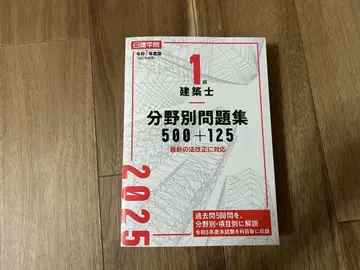 日建学院
令和7年度版
1級
建築士
分野別問題集
500+125
最新の法改正に対応
2025
過去問500問を、
分野別・項目別に解説
令和6年度本試験を科目毎に収録